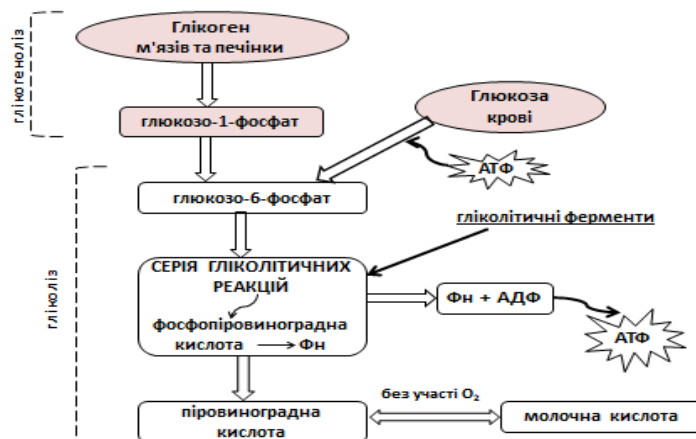 Глікоген
м'язів та печінки
глікогеноліз
глюкозо-1-фосфат
Глюкоза
крові
АТФ
глюкозо-6-фосфат
гліколітичні ферменти
гліколіз
СЕРІЯ ГЛІКОЛІТИЧНИХ
РЕАКЦІЙ
фосфопіровиноградна
кислота → Фн
Фн + АДФ
АТФ
без участі О₂
піровиноградна
кислота
молочна кислота